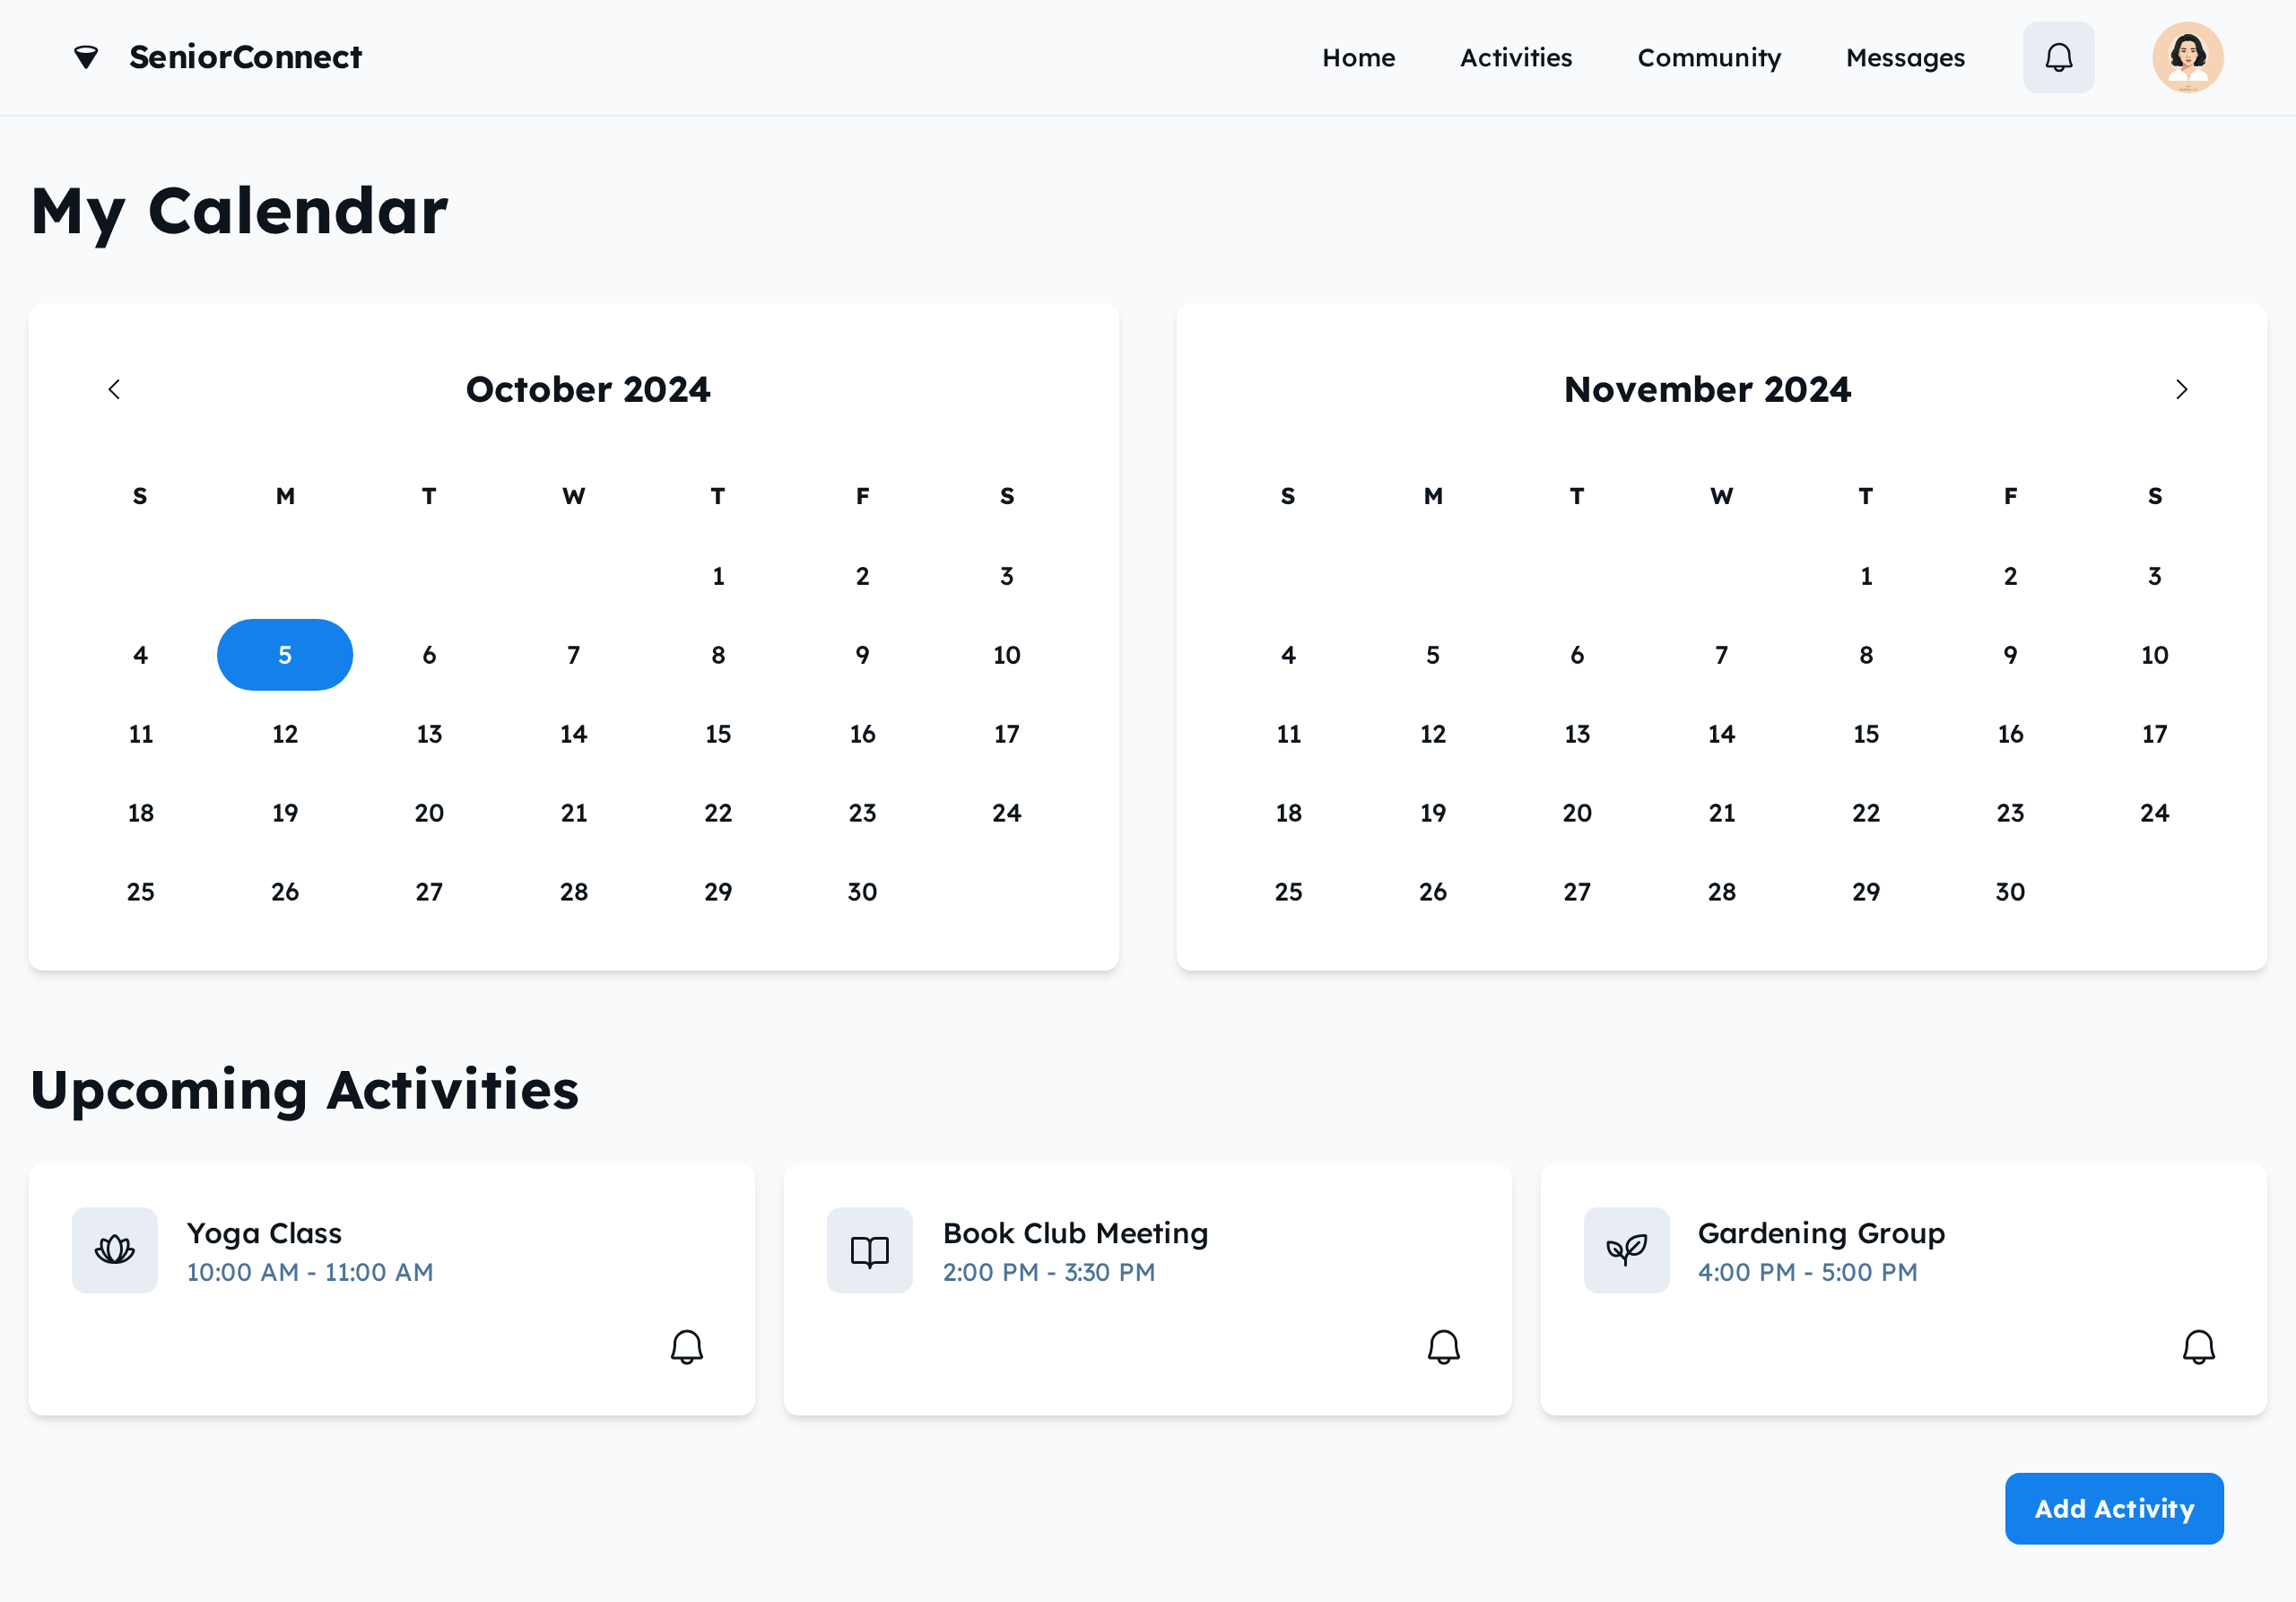 SeniorConnect
Home Activities Community Messages
My Calendar
October 2024
S M T W T F S
1 2 3
4 5 6 7 8 9 10
11 12 13 14 15 16 17
18 19 20 21 22 23 24
25 26 27 28 29 30
November 2024
S M T W T F S
1 2 3
4 5 6 7 8 9 10
11 12 13 14 15 16 17
18 19 20 21 22 23 24
25 26 27 28 29 30
Upcoming Activities
Yoga Class
10:00 AM - 11:00 AM
Book Club Meeting
2:00 PM - 3:30 PM
Gardening Group
4:00 PM - 5:00 PM
Add Activity